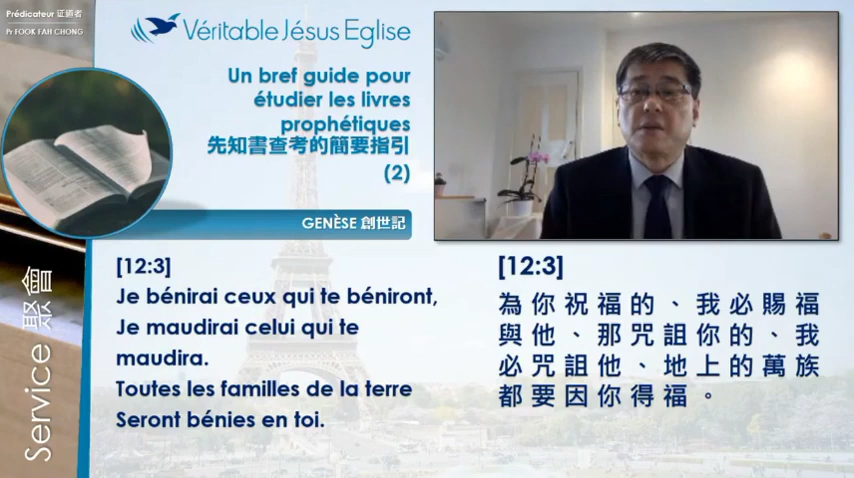 Prédicateur 证道者
Pr FOOK FAH CHONG
Véritable Jésus Eglise
Un bref guide pour
étudier les livres
prophétiques
先知書查考的簡要指引
(2)
GENÈSE 創世記
Service 聚會
[12:3]
Je bénirai ceux qui te béniront,
Je maudirai celui qui te
maudira.
Toutes les familles de la terre
Seront bénies en toi.
[12:3]
為你祝福的、我必賜福
與他、那咒詛你的、我
必咒詛他、地上的萬族
都要因你得福。